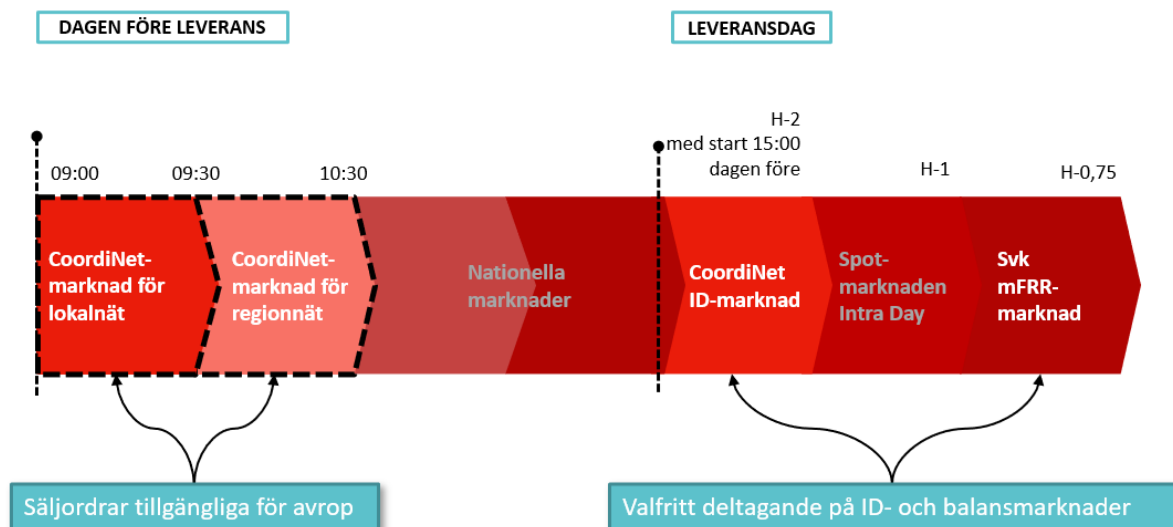 DAGEN FÖRE LEVERANS
LEVERANSDAG
H-2
med start 15:00
dagen före
09:00
09:30
10:30
H-1
H-0,75
CoordiNet-
marknad för
lokalnät
CoordiNet-
marknad för
regionnät
Nationella
marknader
CoordiNet
ID-marknad
Spot-
marknaden
Intra Day
Svk
mFRR-
marknad
Säljordrar tillgängliga för avrop
Valfritt deltagande på ID- och balansmarknader